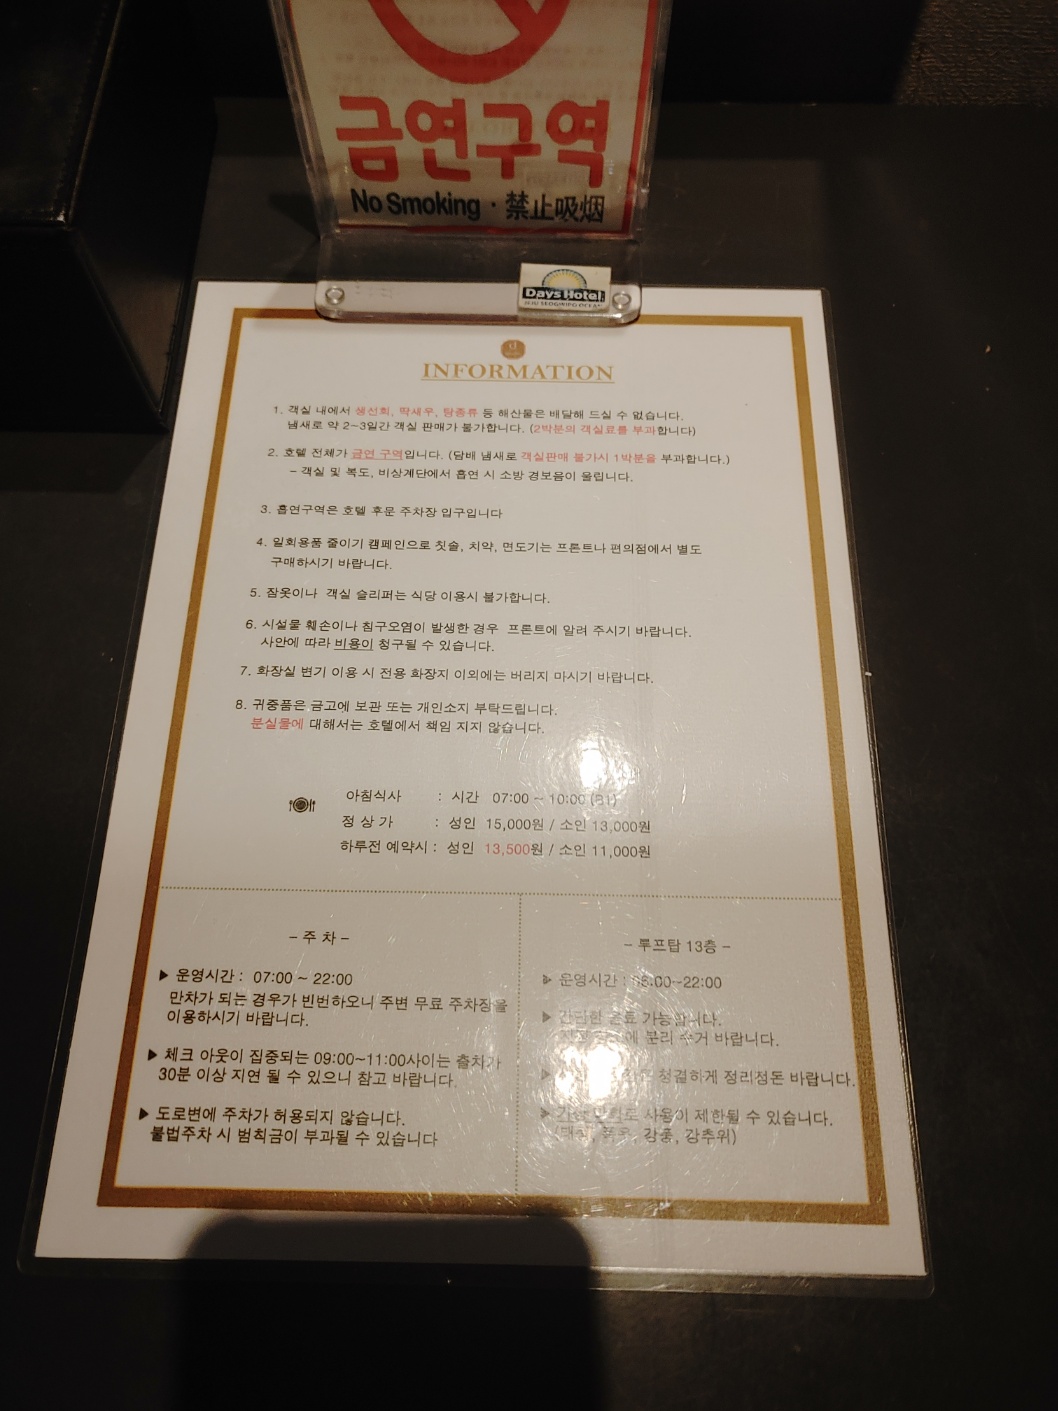 금연구역
No Smoking · 禁止吸烟
Days Hotel
JEJU SEOGWIPO OCEAN
INFORMATION
1. 객실 내에서 생선회, 딱새우, 탕종류 등 해산물은 배달해 드실 수 없습니다.
냄새로 약 2~3일간 객실 판매가 불가합니다. (2박분의 객실료를 부과합니다)
2. 호텔 전체가 금연 구역입니다. (담배 냄새로 객실판매 불가시 1박분을 부과합니다.)
- 객실 및 복도, 비상계단에서 흡연 시 소방 경보음이 울립니다.
3. 흡연구역은 호텔 후문 주차장 입구입니다
4. 일회용품 줄이기 캠페인으로 칫솔, 치약, 면도기는 프론트나 편의점에서 별도
구매하시기 바랍니다.
5. 잠옷이나 객실 슬리퍼는 식당 이용시 불가합니다.
6. 시설물 훼손이나 침구오염이 발생한 경우 프론트에 알려 주시기 바랍니다.
사안에 따라 비용이 청구될 수 있습니다.
7. 화장실 변기 이용 시 전용 화장지 이외에는 버리지 마시기 바랍니다.
8. 귀중품은 금고에 보관 또는 개인소지 부탁드립니다.
분실물에 대해서는 호텔에서 책임 지지 않습니다.
아침식사 : 시간 07:00 ~ 10:00 (B1)
정 상 가 : 성인 15,000원 / 소인 13,000원
하루전 예약시 : 성인 13,500원 / 소인 11,000원
- 주 차 -
▶ 운영시간 : 07:00 ~ 22:00
만차가 되는 경우가 빈번하오니 주변 무료 주차장을
이용하시기 바랍니다.
▶ 체크 아웃이 집중되는 09:00~11:00사이는 출차가
30분 이상 지연 될 수 있으니 참고 바랍니다.
▶ 도로변에 주차가 허용되지 않습니다.
불법주차 시 범칙금이 부과될 수 있습니다
- 루프탑 13층 -
▶ 운영시간 : :00~22:00
▶ 간단한 가능합니다.
분리 수거 바랍니다.
▶ 청결하게 정리정돈 바랍니다.
▶ 사용이 제한될 수 있습니다.
강풍, 강추위)